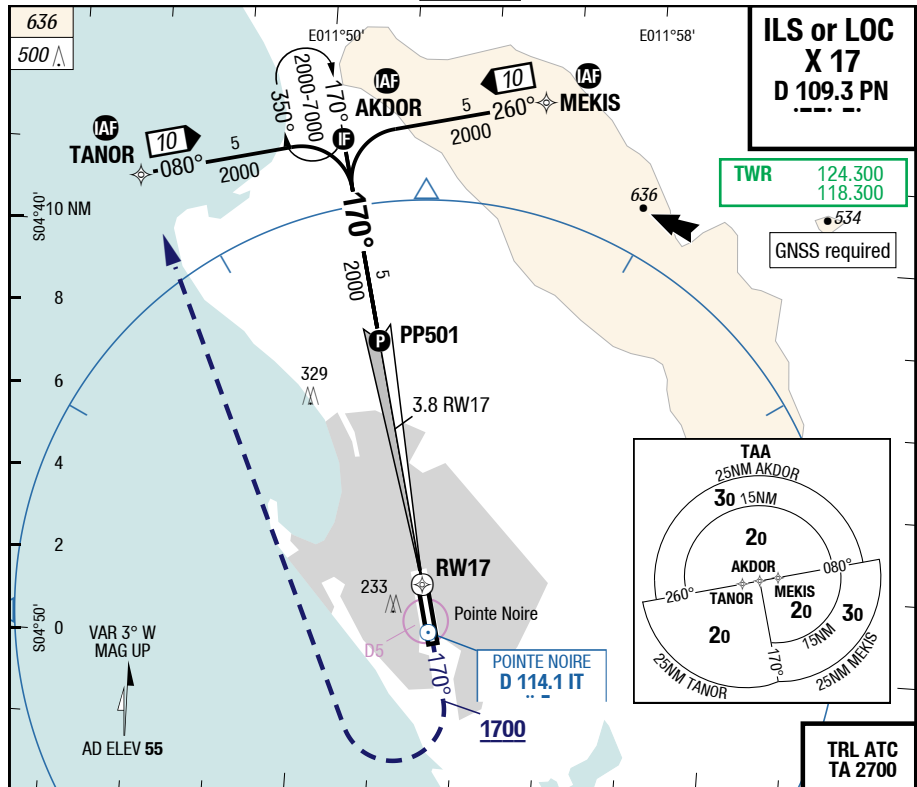 636
500
E011°50'
E011°58'
ILS or LOC
X 17
D 109.3 PN
TWR 124.300
118.300
GNSS required
IAF
TANOR
10
080°
5
2000
350°
2000-7000
170°
IF
IAF
AKDOR
5
2000
10
260°
IAF
MEKIS
636
534
S04°40'
10 NM
170°
5
2000
8
P PP501
6
329
3.8 RW17
4
2
RW17
233
Pointe Noire
D5
S04°50'
0
170°
POINTE NOIRE
D 114.1 IT
1700
VAR 3° W
MAG UP
AD ELEV 55
TAA
25NM AKDOR
30 15NM
20
AKDOR
080°
260°
TANOR
MEKIS
20
20
30
15NM
170°
25NM TANOR
25NM MEKIS
TRL ATC
TA 2700